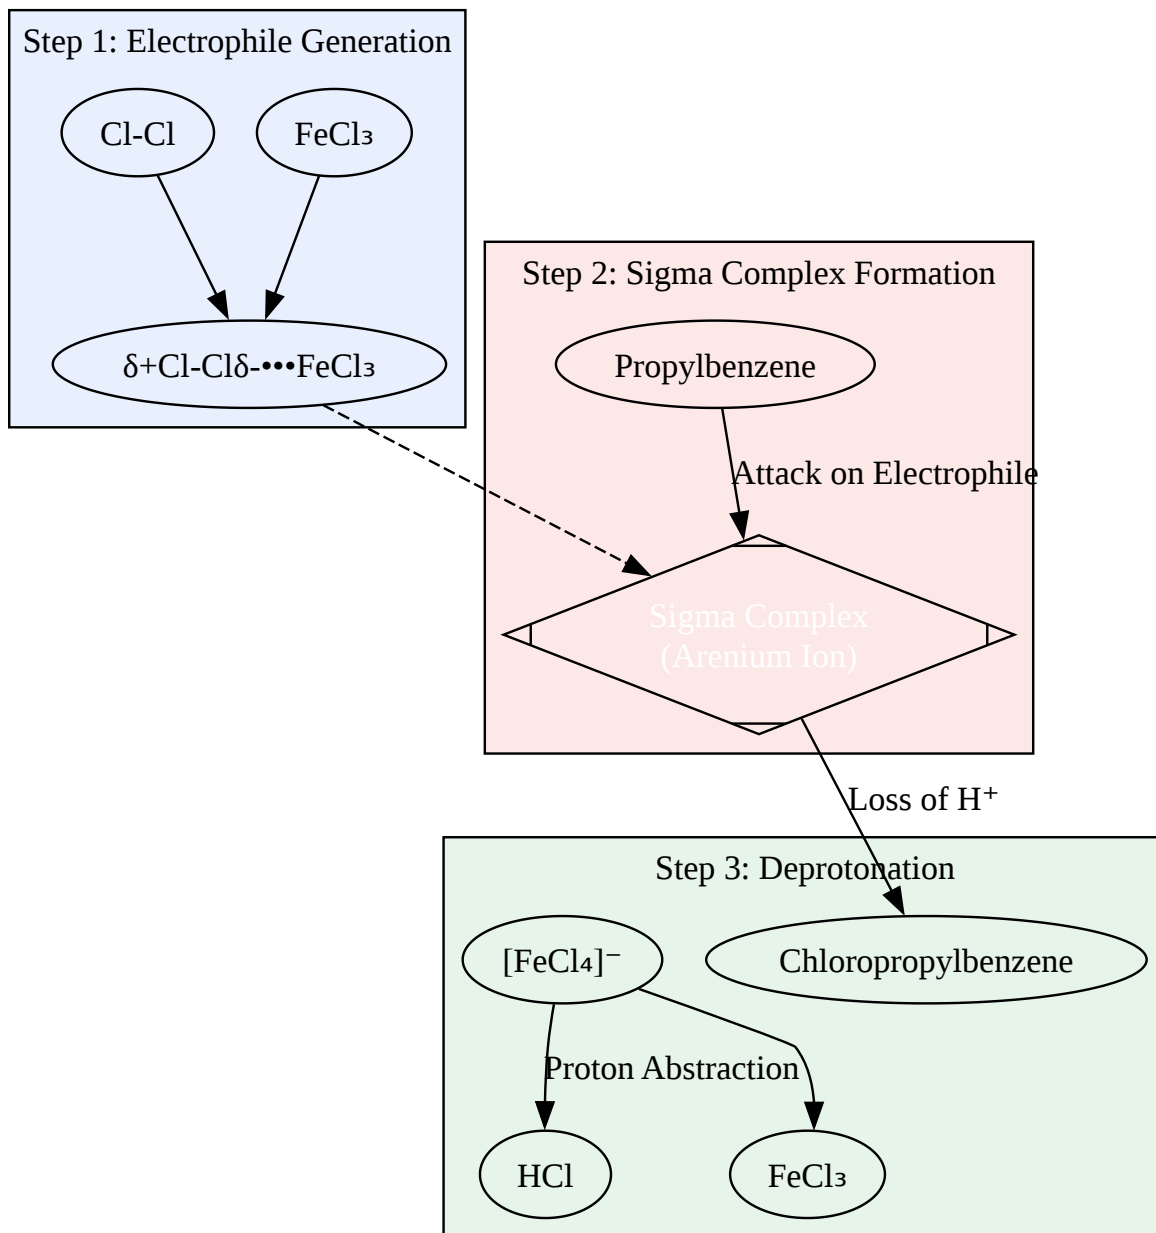 Step 1: Electrophile Generation
Cl-Cl
FeCl₃
δ+Cl-Clδ-•••FeCl₃
Step 2: Sigma Complex Formation
Propylbenzene
Attack on Electrophile
Sigma Complex
(Arenium Ion)
Loss of H⁺
Step 3: Deprotonation
[FeCl₄]⁻
Chloropropylbenzene
Proton Abstraction
HCl
FeCl₃